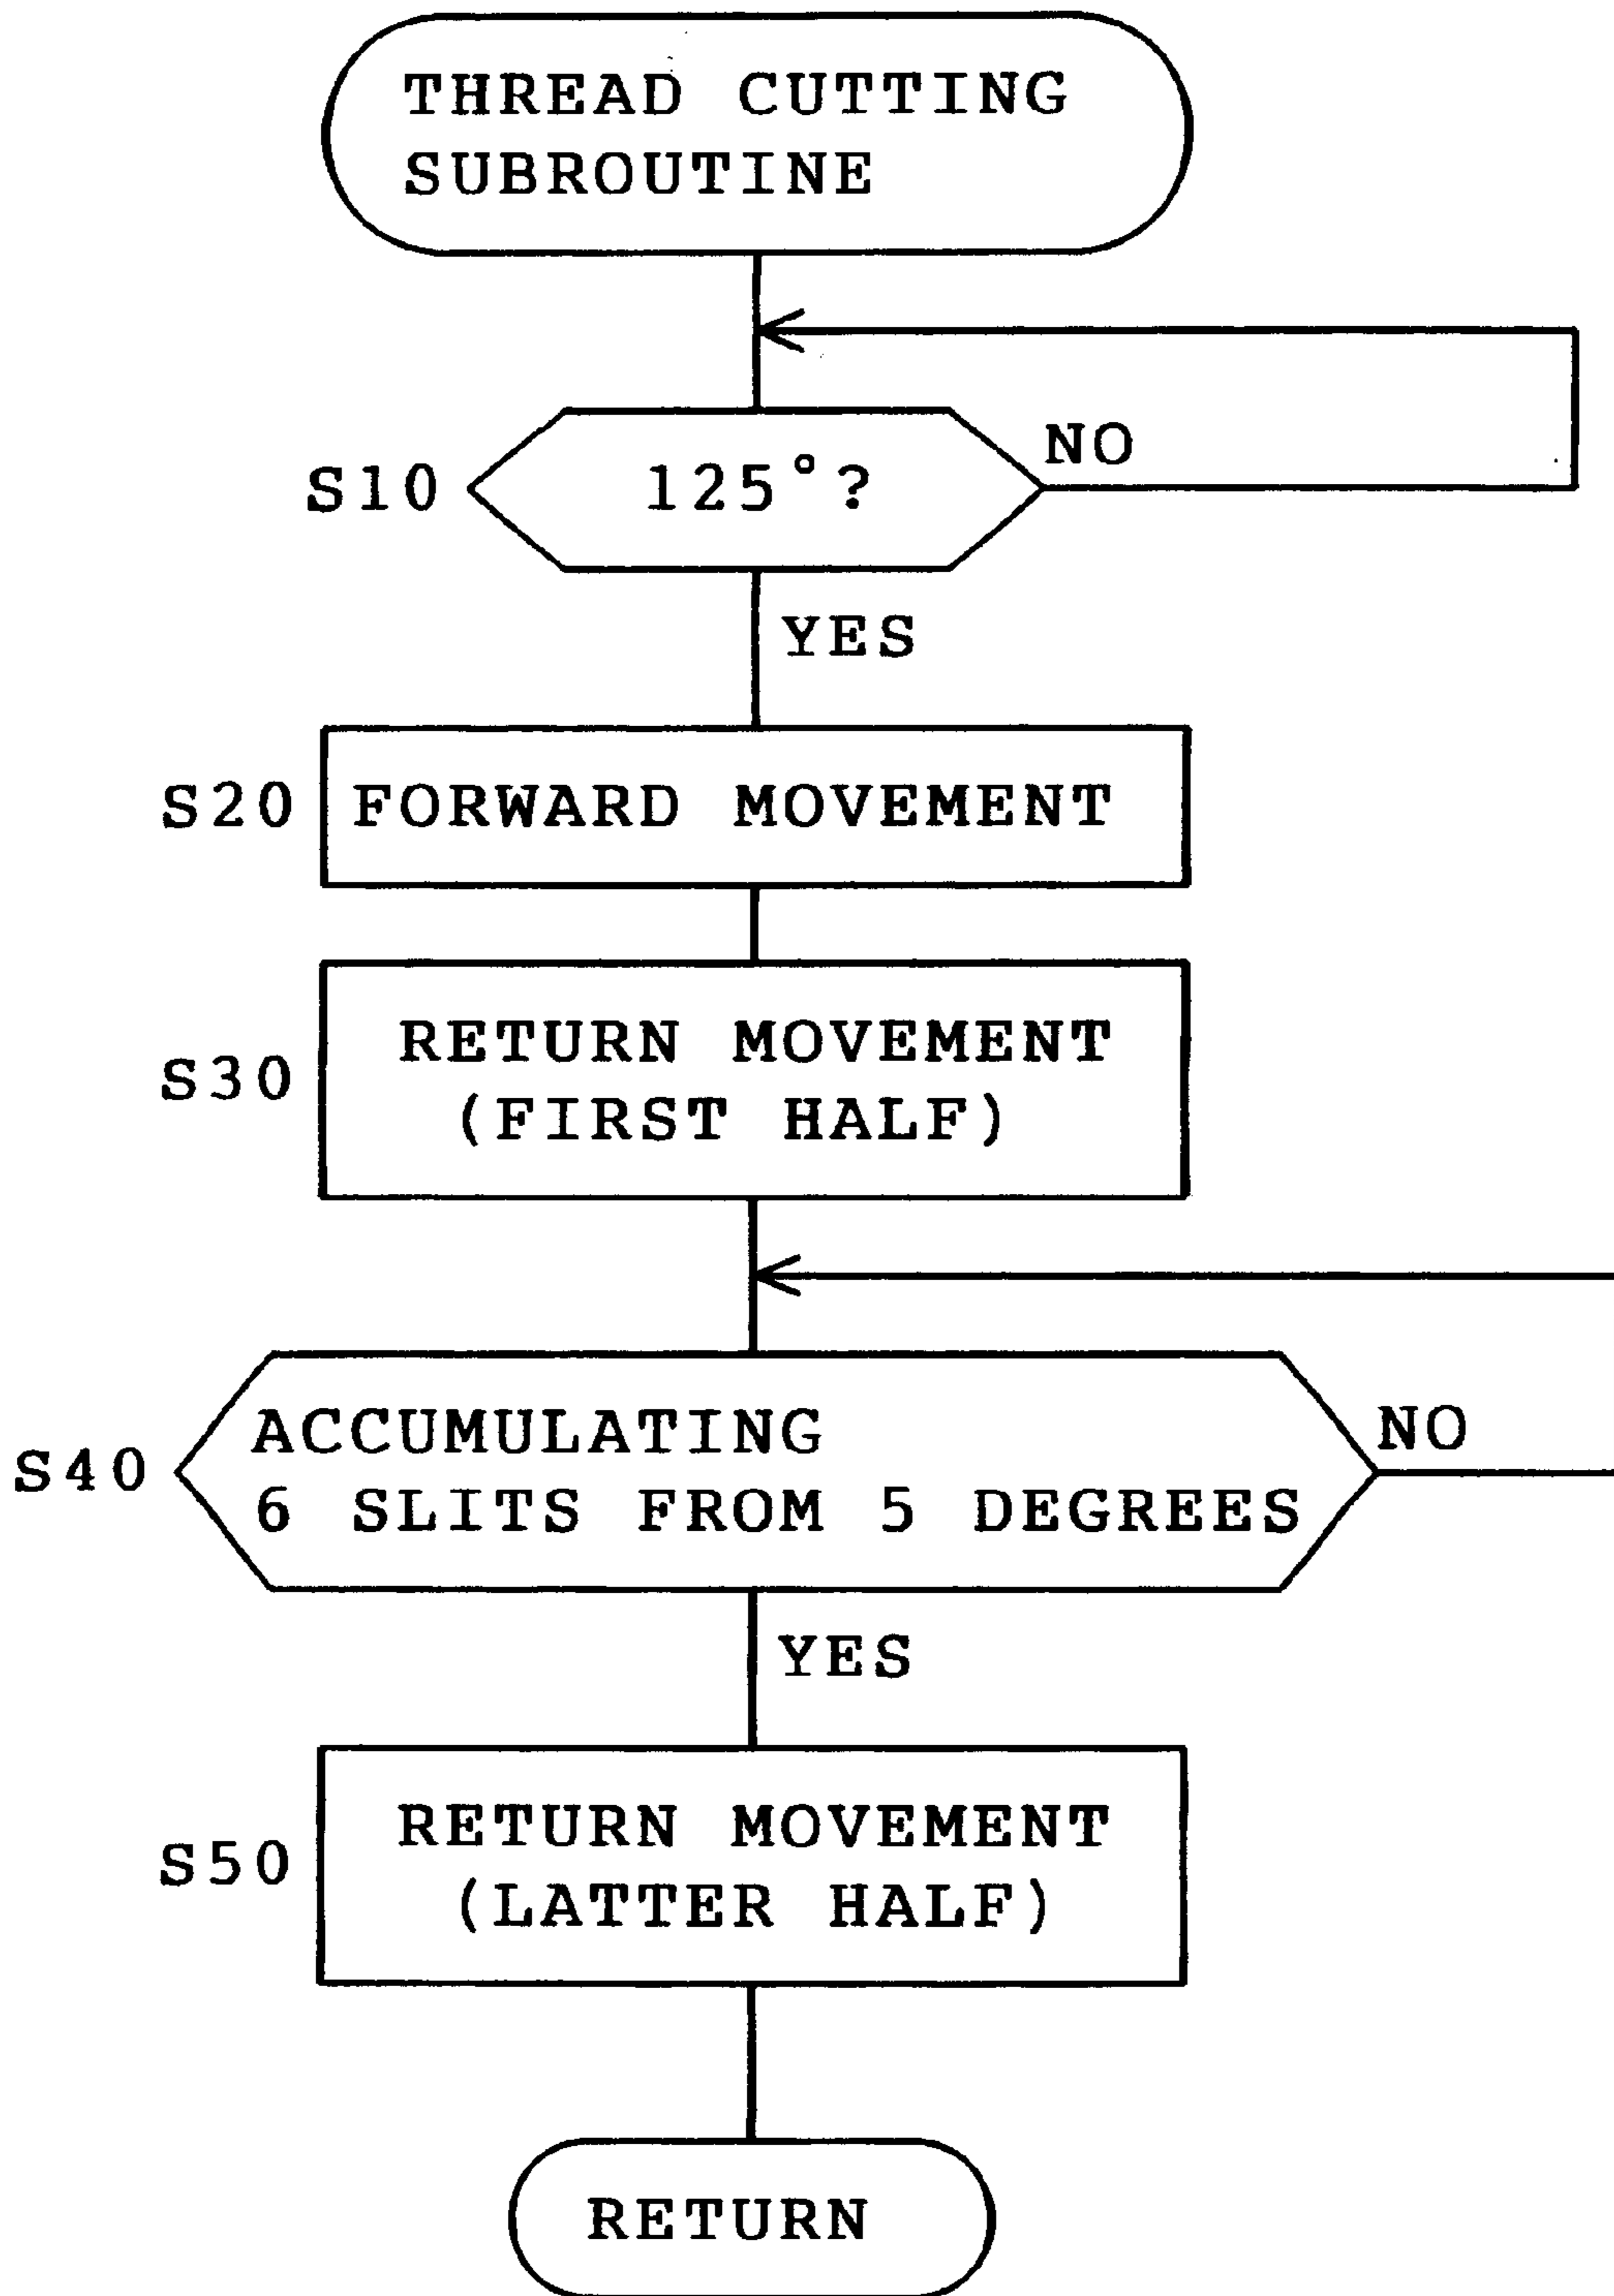 THREAD CUTTING
SUBROUTINE
S10
125°?
NO
YES
S20
FORWARD MOVEMENT
S30
RETURN MOVEMENT
(FIRST HALF)
S40
ACCUMULATING
6 SLITS FROM 5 DEGREES
NO
YES
S50
RETURN MOVEMENT
(LATTER HALF)
RETURN